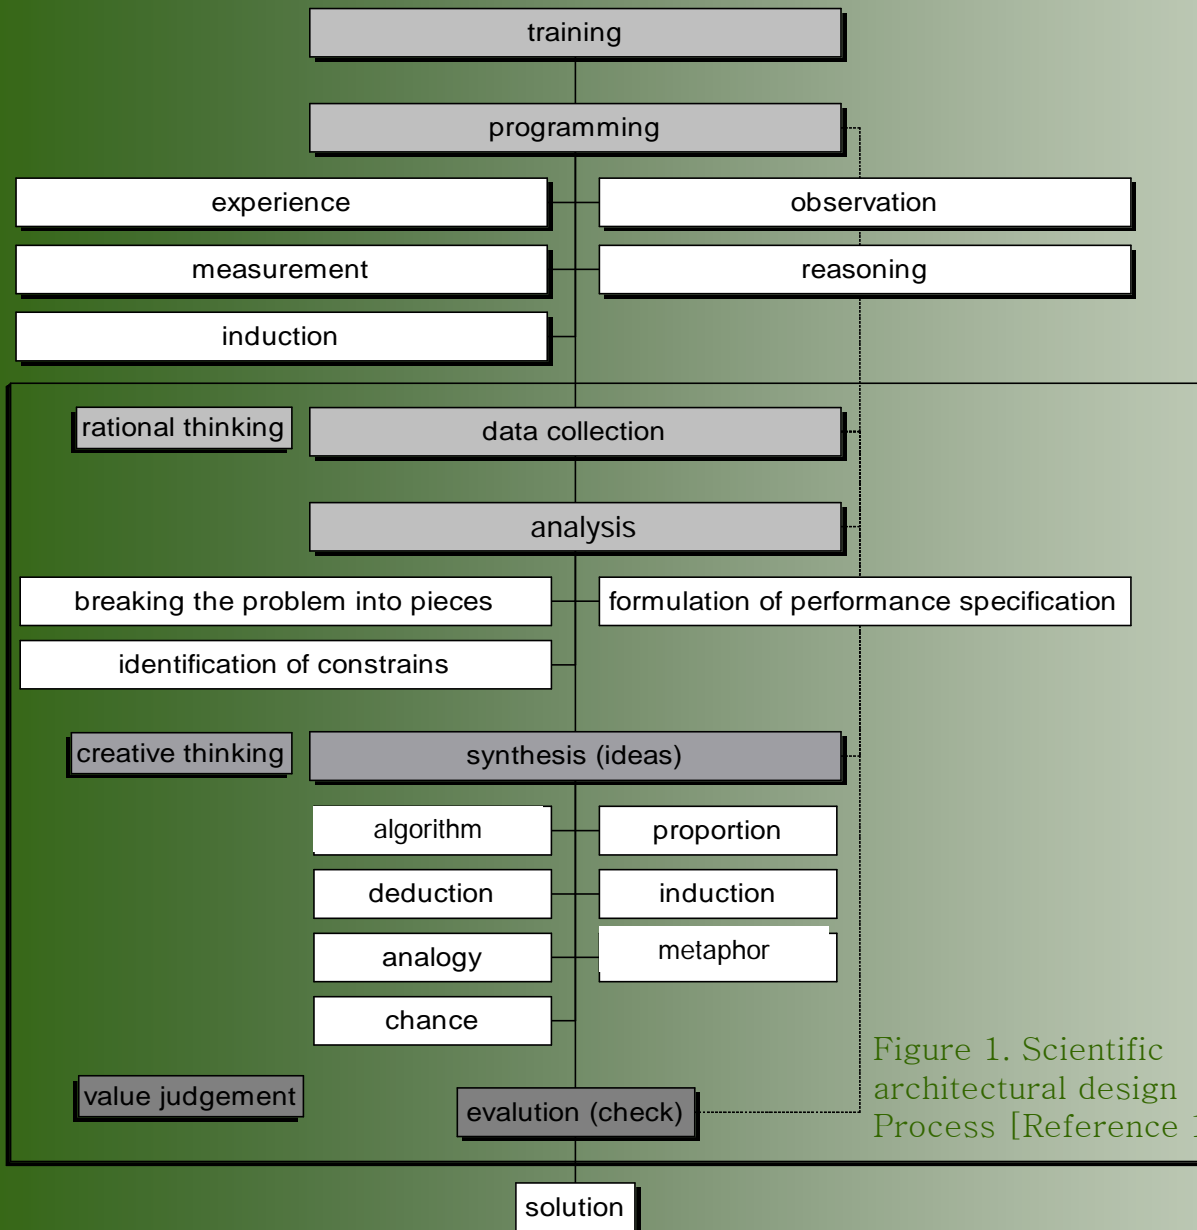 training
programming
experience
observation
measurement
reasoning
induction
rational thinking
data collection
analysis
breaking the problem into pieces
formulation of performance specification
identification of constrains
creative thinking
synthesis (ideas)
algorithm
proportion
deduction
induction
analogy
metaphor
chance
value judgement
evalution (check)
Figure 1. Scientific
architectural design
Process [Reference
solution